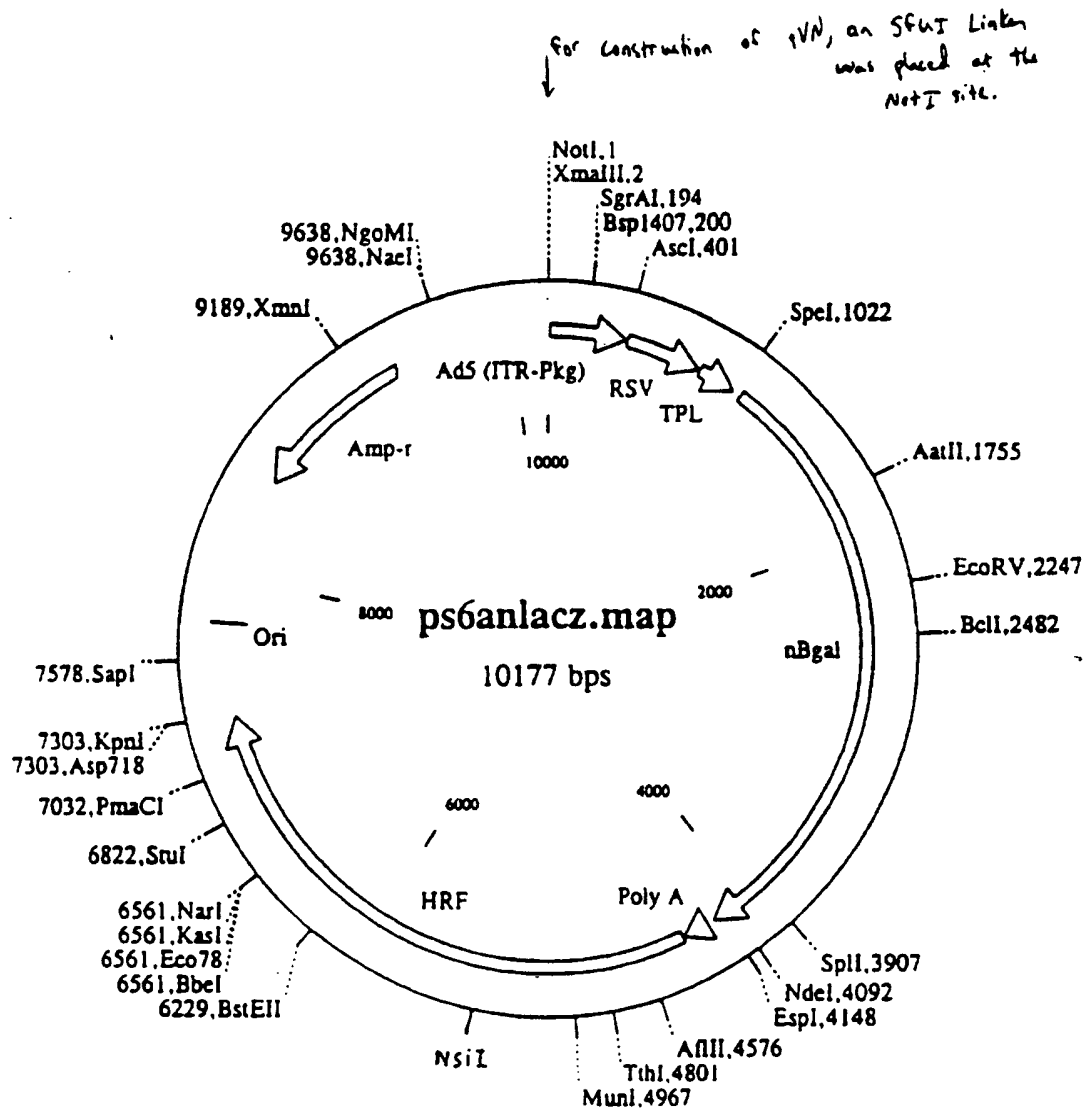 for construction of pVN, an SfuI Linker
was placed at the
NotI site.
NotI,1
XmaIII,2
SgrAI,194
Bsp1407,200
AscI,401
SpeI,1022
AatII,1755
EcoRV,2247
BclI,2482
SplI,3907
NdeI,4092
EspI,4148
AflII,4576
TthI,4801
MunI,4967
NsiI
6229,BstEII
6561,BbeI
6561,Eco78
6561,KasI
6561,NarI
6822,StuI
7032,PmaCI
7303,Asp718
7303,KpnI
7578,SapI
9189,XmnI
9638,NaeI
9638,NgoMI
Ad5 (ITR-Pkg)
RSV
TPL
nBgal
Poly A
HRF
Ori
Amp-r
10000
2000
4000
6000
8000
ps6anlacz.map
10177 bps